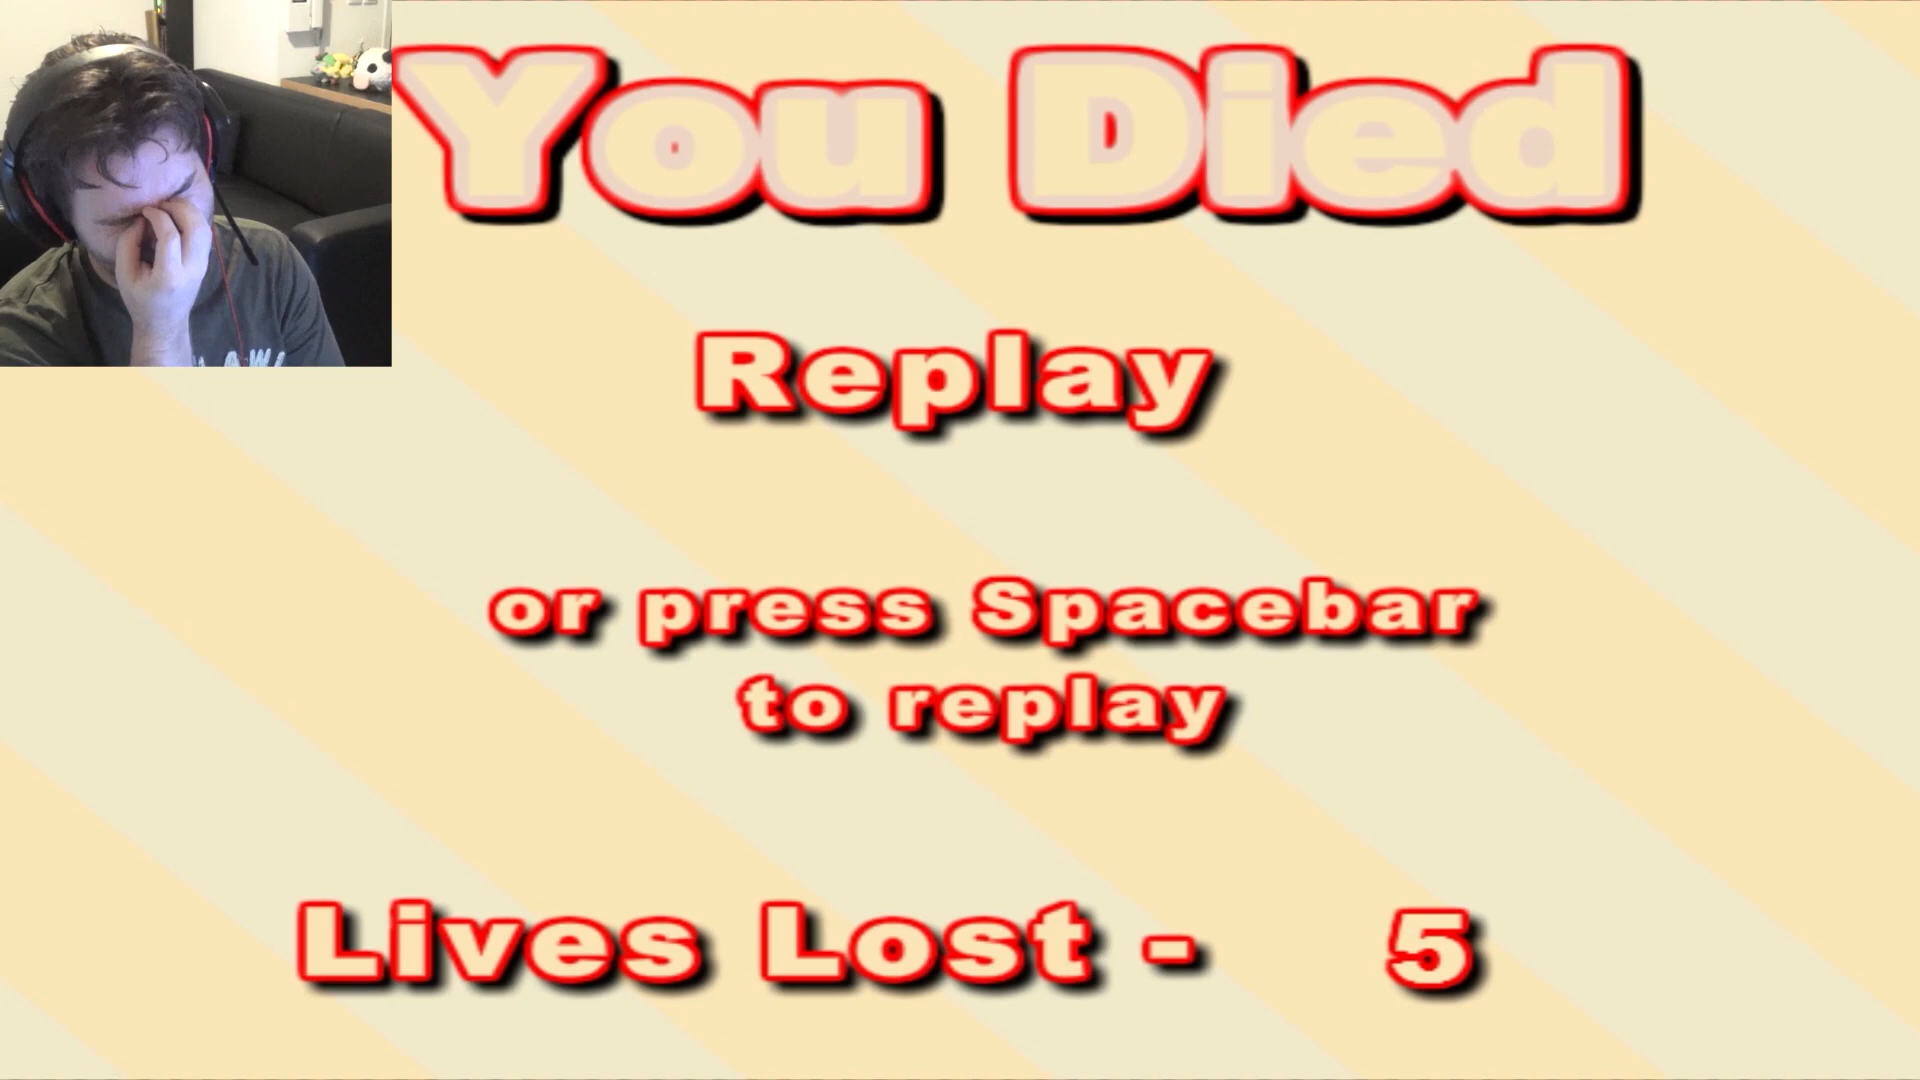 You Died
Replay
or press Spacebar
to replay
Lives Lost - 5